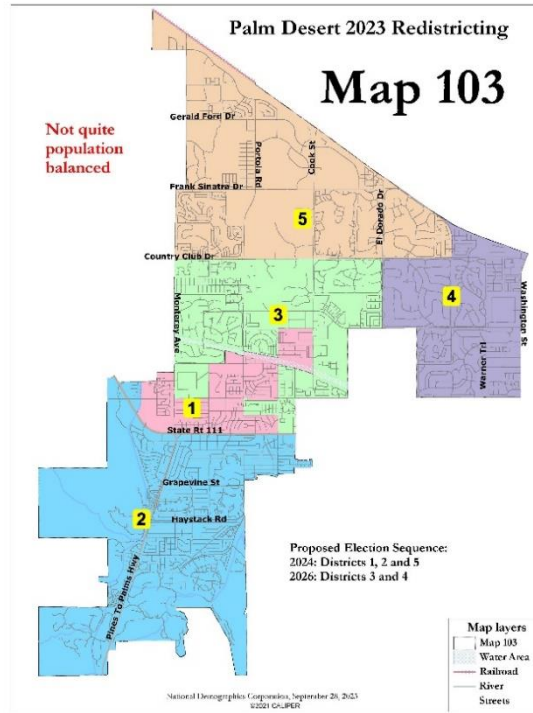 Palm Desert 2023 Redistricting
Map 103
Not quite
population
balanced
Gerald Ford Dr
Portola Rd
Cook St
Frank Sinatra Dr
El Dorado Dr
5
Country Club Dr
4
Washington St
Monterey Ave
3
Warner Trl
1
State Rt 111
Grapevine St
2
Haystack Rd
Pines To Palms Hwy
Proposed Election Sequence:
2024: Districts 1, 2 and 5
2026: Districts 3 and 4
Map layers
Map 103
Water Area
Railroad
River
Streets
National Demographics Corporation, September 28, 2023
©2021 CALIPER